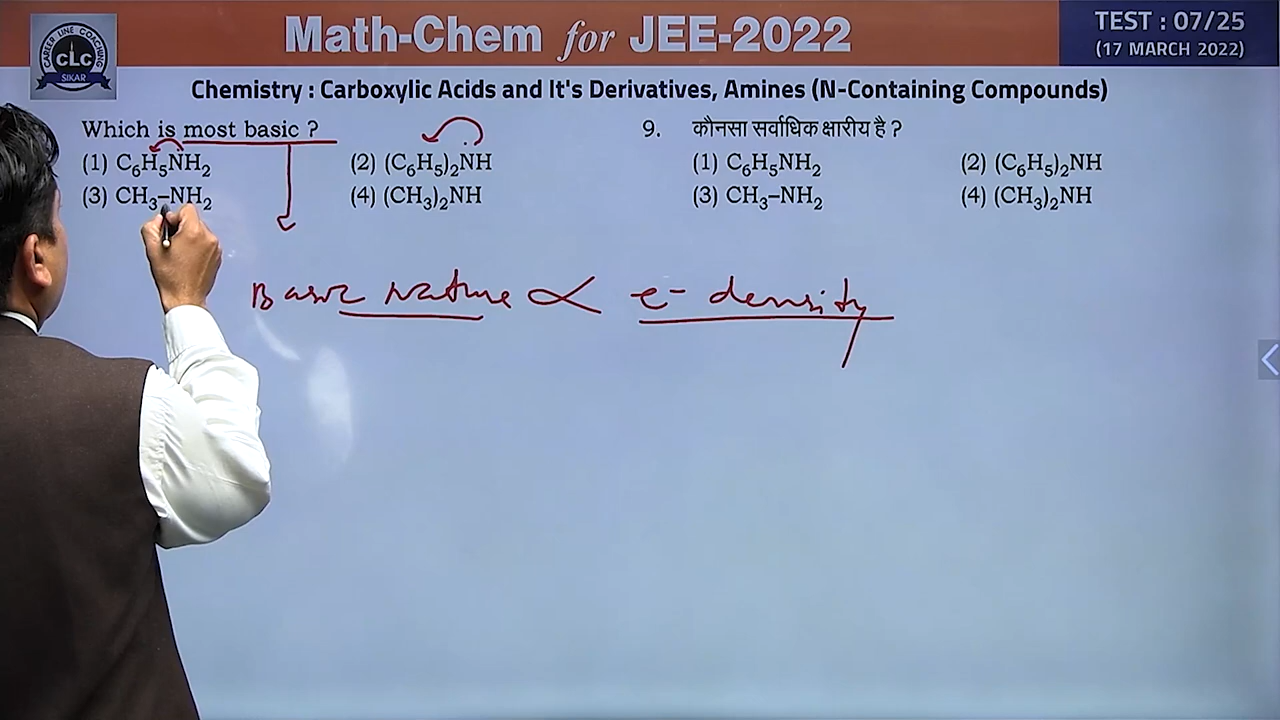 CAREER LINE COACHING
CLC
SIKAR
Math-Chem for JEE-2022
TEST : 07/25
(17 MARCH 2022)
Chemistry : Carboxylic Acids and It's Derivatives, Amines (N-Containing Compounds)
Which is most basic ?
(1) C₆H₅NH₂ (2) (C₆H₅)₂NH
(3) CH₃–NH₂ (4) (CH₃)₂NH
9. कौनसा सर्वाधिक क्षारीय है ?
(1) C₆H₅NH₂ (2) (C₆H₅)₂NH
(3) CH₃–NH₂ (4) (CH₃)₂NH
Basic Nature ∝ e⁻ density